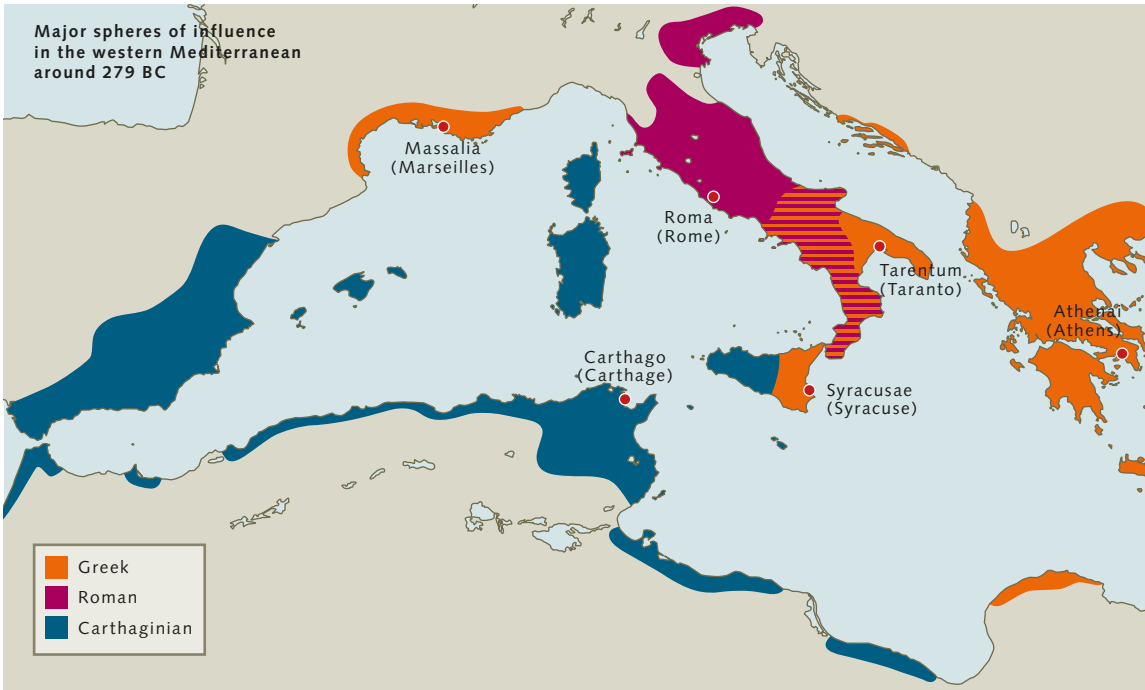 Major spheres of influence
in the western Mediterranean
around 279 BC
Massalia
(Marseilles)
Roma
(Rome)
Tarentum
(Taranto)
Athenai
(Athens)
Carthago
(Carthage)
Syracusae
(Syracuse)
Greek
Roman
Carthaginian